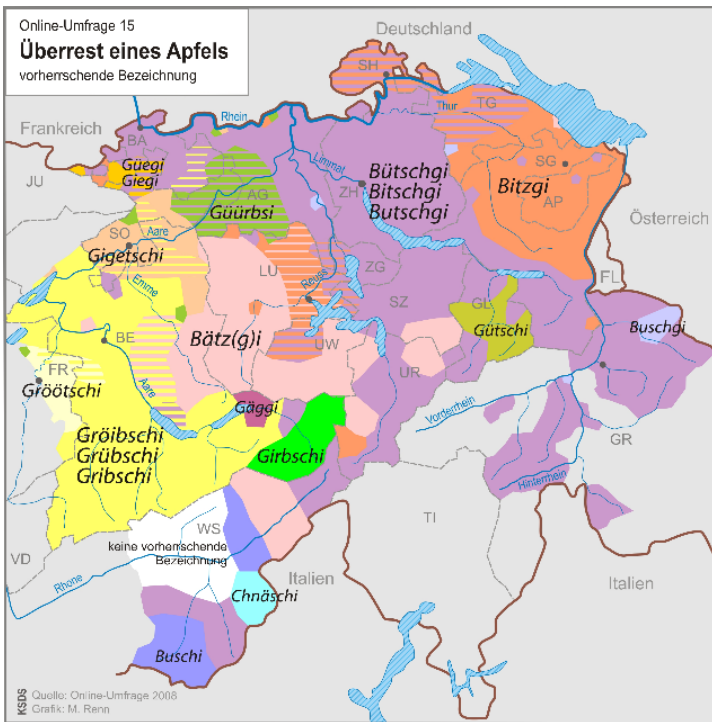 Online-Umfrage 15
Überrest eines Apfels
vorherrschende Bezeichnung
Deutschland
SH
Frankreich
BA
Rhein
Thur
TG
JU
Güegi
Giegi
Limmat
ZH
Bütschgi
Bitschgi
Butschgi
SG
Bitzgi
AP
AG
Güürbsi
Österreich
SO
Aare
Gigetschi
Emme
LU
Reuss
ZG
SZ
FL
BE
Bätz(g)i
UW
UR
GL
Gütschi
Buschgi
FR
Gröötschi
Aare
Gäggi
Vorderrhein
GR
Gröibschi
Grübschi
Gribschi
Girbschi
Hinterrhein
VD
WS
keine vorherrschende
Bezeichnung
TI
Rhone
Italien
Italien
Chnäschi
Buschi
KSDS
Quelle: Online-Umfrage 2008
Grafik: M. Renn